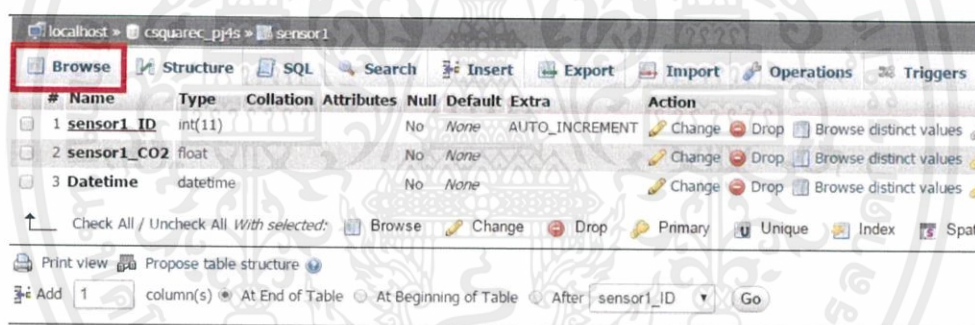 localhost » csquarec_pj4s » sensor1
Browse Structure SQL Search Insert Export Import Operations Triggers
# Name Type Collation Attributes Null Default Extra Action
1 sensor1_ID int(11) No None AUTO_INCREMENT Change Drop Browse distinct values
2 sensor1_CO2 float No None Change Drop Browse distinct values
3 Datetime datetime No None Change Drop Browse distinct values
Check All / Uncheck All With selected: Browse Change Drop Primary Unique Index Spat
Print view Propose table structure
Add 1 column(s) At End of Table At Beginning of Table After sensor1_ID Go